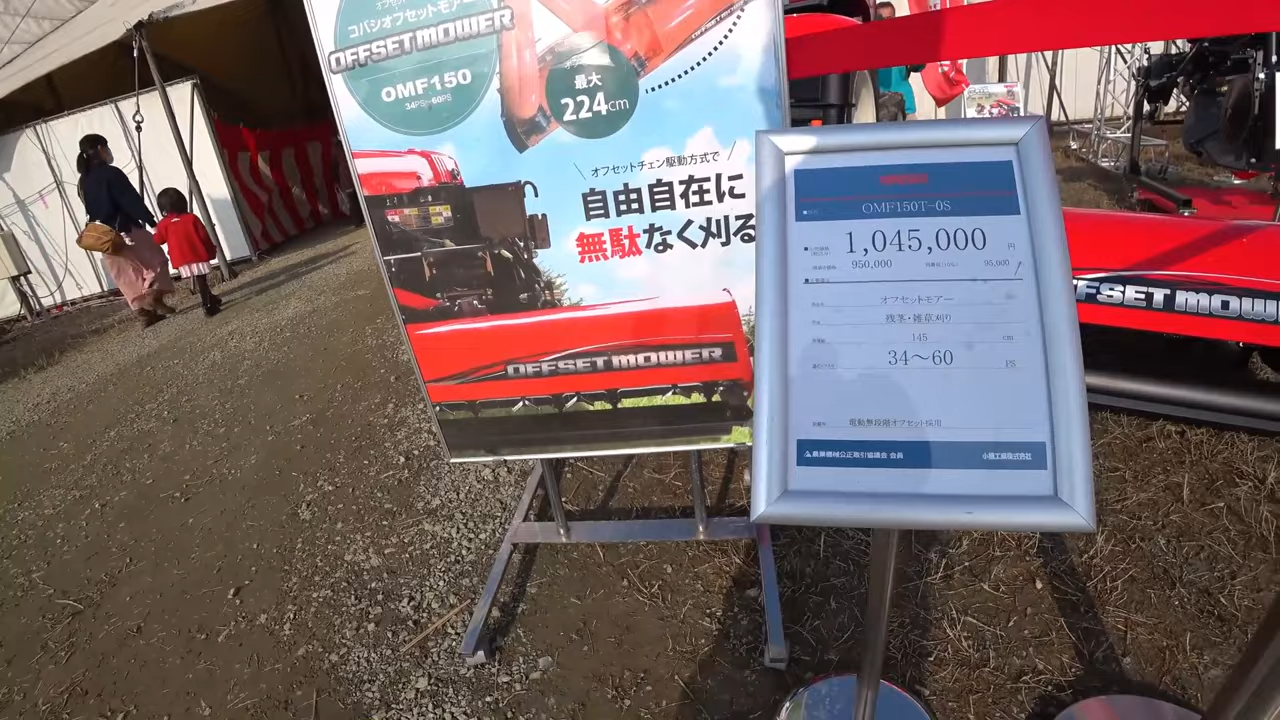 コバシオフセットモアー
OFFSET MOWER
OMF150
34PS~60PS
OFFSET MOWER
最大
224cm
オフセットチェン駆動方式で
自由自在に
無駄なく刈る
OFFSET MOWER
OMF150T-0S
1,045,000 円
950,000 95,000
オフセットモアー
残茎・雑草刈り
145 cm
34～60 PS
電動無段階オフセット採用
農業機械公正取引協議会 会員
小橋工業株式会社
FFSET MOW